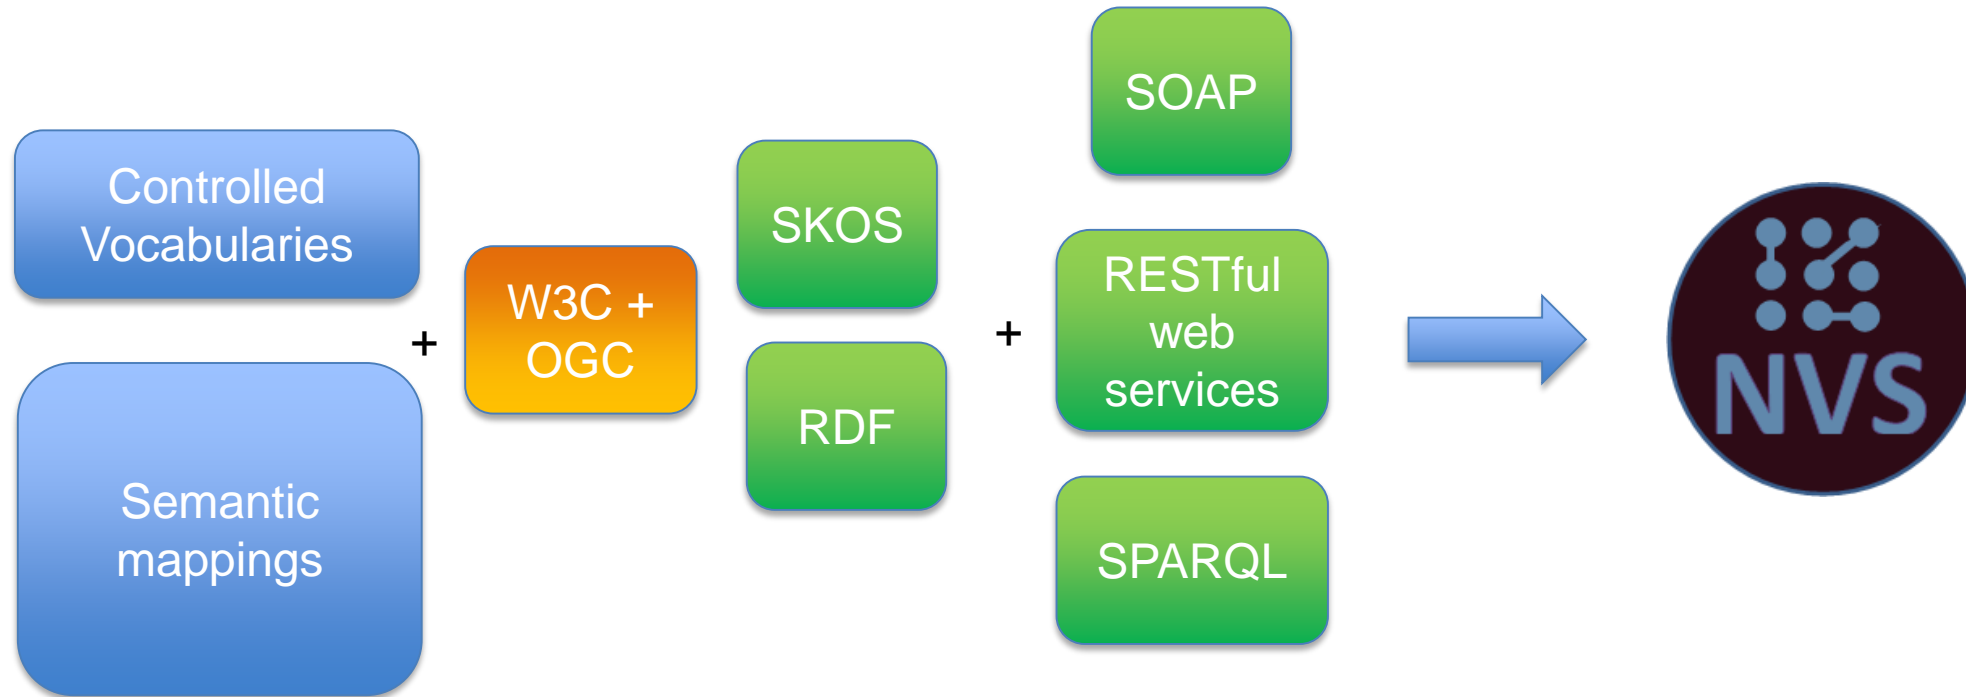 Controlled
Vocabularies
Semantic
mappings
+
W3C +
OGC
SKOS
RDF
+
SOAP
RESTful
web
services
SPARQL
NVS